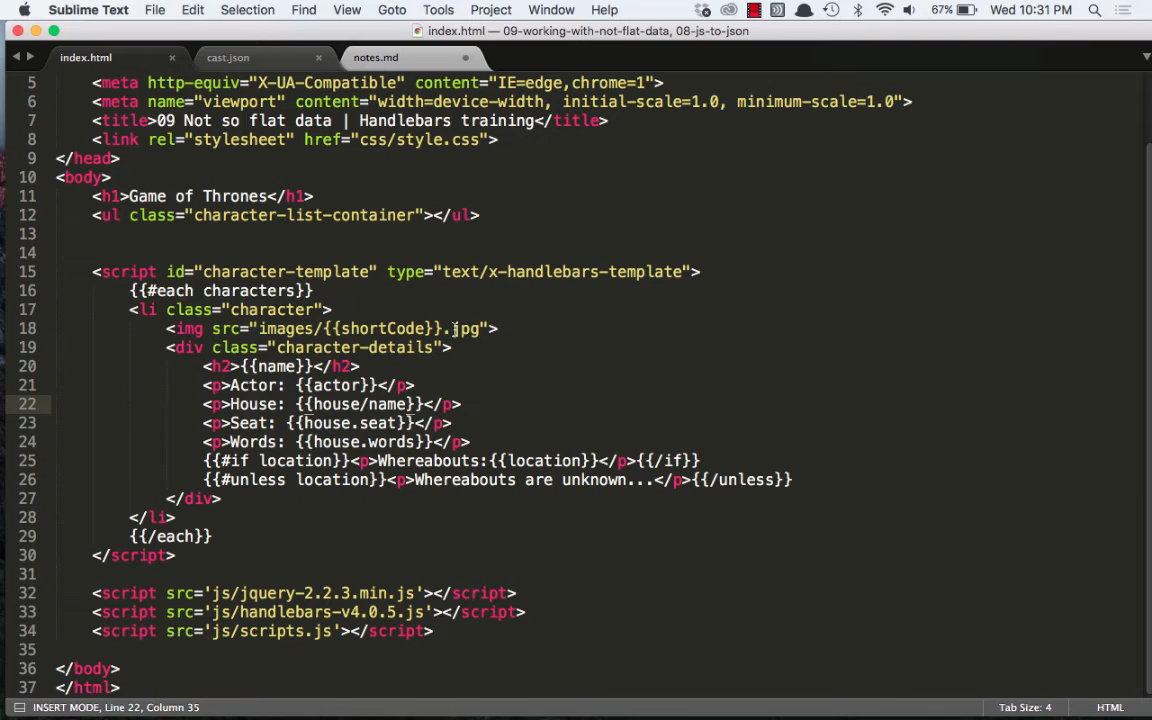 Sublime Text File Edit Selection Find View Goto Tools Project Window Help 67% Wed 10:31 PM
index.html — 09-working-with-not-flat-data, 08-js-to-json
index.html × cast.json × notes.md
5 <meta http-equiv="X-UA-Compatible" content="IE=edge,chrome=1">
6 <meta name="viewport" content="width=device-width, initial-scale=1.0, minimum-scale=1.0">
7 <title>09 Not so flat data | Handlebars training</title>
8 <link rel="stylesheet" href="css/style.css">
9 </head>
10 <body>
11 <h1>Game of Thrones</h1>
12 <ul class="character-list-container"></ul>
13
14
15 <script id="character-template" type="text/x-handlebars-template">
16 {{#each characters}}
17 <li class="character">
18 <img src="images/{{shortCode}}.jpg">
19 <div class="character-details">
20 <h2>{{name}}</h2>
21 <p>Actor: {{actor}}</p>
22 <p>House: {{house/name}}</p>
23 <p>Seat: {{house.seat}}</p>
24 <p>Words: {{house.words}}</p>
25 {{#if location}}<p>Whereabouts:{{location}}</p>{{/if}}
26 {{#unless location}}<p>Whereabouts are unknown...</p>{{/unless}}
27 </div>
28 </li>
29 {{/each}}
30 </script>
31
32 <script src='js/jquery-2.2.3.min.js'></script>
33 <script src='js/handlebars-v4.0.5.js'></script>
34 <script src='js/scripts.js'></script>
35
36 </body>
37 </html>
INSERT MODE, Line 22, Column 35 Tab Size: 4 HTML